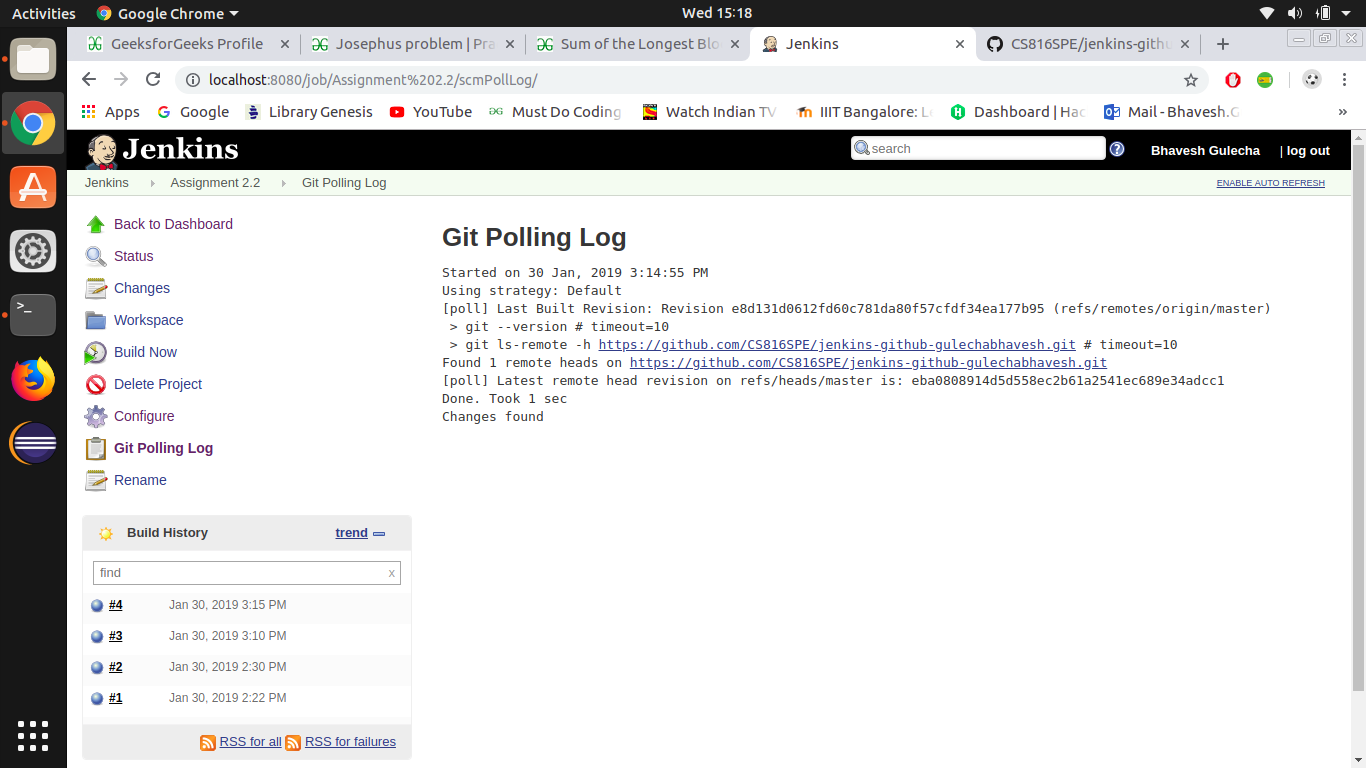 Activities Google Chrome Wed 15:18
GeeksforGeeks Profile Josephus problem | Pra Sum of the Longest Blo Jenkins CS816SPE/jenkins-githu
localhost:8080/job/Assignment%202.2/scmPollLog/
Apps Google Library Genesis YouTube Must Do Coding Watch Indian TV IIIT Bangalore: Le Dashboard | Hac Mail - Bhavesh.G »
Jenkins search Bhavesh Gulecha | log out
Jenkins Assignment 2.2 Git Polling Log ENABLE AUTO REFRESH
Back to Dashboard
Status
Changes
Workspace
Build Now
Delete Project
Configure
Git Polling Log
Rename
Build History trend
find x
#4 Jan 30, 2019 3:15 PM
#3 Jan 30, 2019 3:10 PM
#2 Jan 30, 2019 2:30 PM
#1 Jan 30, 2019 2:22 PM
RSS for all RSS for failures
Git Polling Log
Started on 30 Jan, 2019 3:14:55 PM
Using strategy: Default
[poll] Last Built Revision: Revision e8d131d0612fd60c781da80f57cfdf34ea177b95 (refs/remotes/origin/master)
> git --version # timeout=10
> git ls-remote -h https://github.com/CS816SPE/jenkins-github-gulechabhavesh.git # timeout=10
Found 1 remote heads on https://github.com/CS816SPE/jenkins-github-gulechabhavesh.git
[poll] Latest remote head revision on refs/heads/master is: eba0808914d5d558ec2b61a2541ec689e34adcc1
Done. Took 1 sec
Changes found